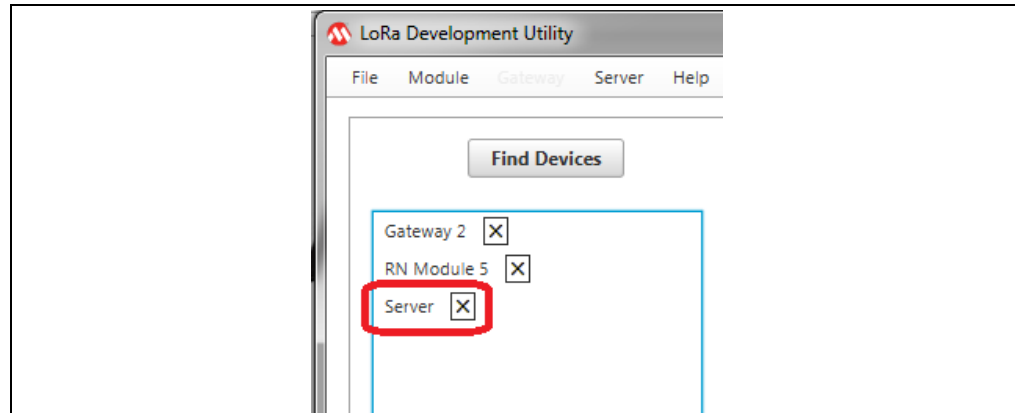 LoRa Development Utility
File Module Gateway Server Help
Find Devices
Gateway 2
RN Module 5
Server